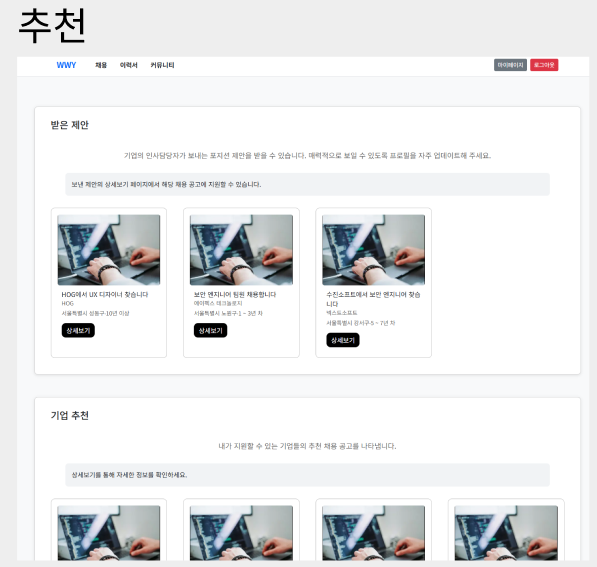 추천
WWY 채용 이력서 커뮤니티 마이페이지 로그아웃
받은 제안
기업의 인사담당자가 보내는 포지션 제안을 받을 수 있습니다. 매력적으로 보일 수 있도록 프로필을 자주 업데이트해 주세요.
보낸 제안의 상세보기 페이지에서 해당 채용 공고에 지원할 수 있습니다.
HOG에서 UX 디자이너 찾습니다
HOG
서울특별시 성동구·10년 이상
상세보기
보안 엔지니어 팀원 채용합니다
에이펙스 테크놀로지
서울특별시 노원구·1 ~ 3년 차
상세보기
수진소프트에서 보안 엔지니어 찾습
니다
넥스트소프트
서울특별시 강서구·5 ~ 7년 차
상세보기
기업 추천
내가 지원할 수 있는 기업들의 추천 채용 공고를 나타냅니다.
상세보기를 통해 자세한 정보를 확인하세요.